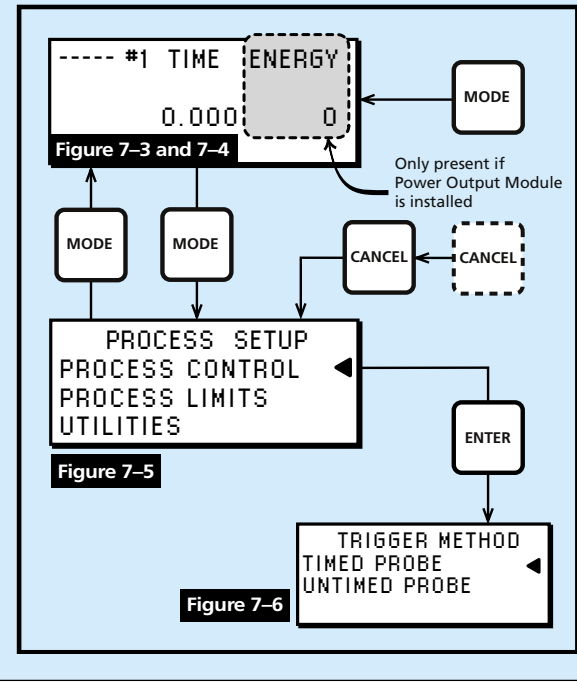 ----- #1 TIME ENERGY
0.000 0
Figure 7–3 and 7–4
MODE
Only present if
Power Output Module
is installed
MODE
MODE
CANCEL
CANCEL
PROCESS SETUP
PROCESS CONTROL
PROCESS LIMITS
UTILITIES
Figure 7–5
ENTER
TRIGGER METHOD
TIMED PROBE
UNTIMED PROBE
Figure 7–6